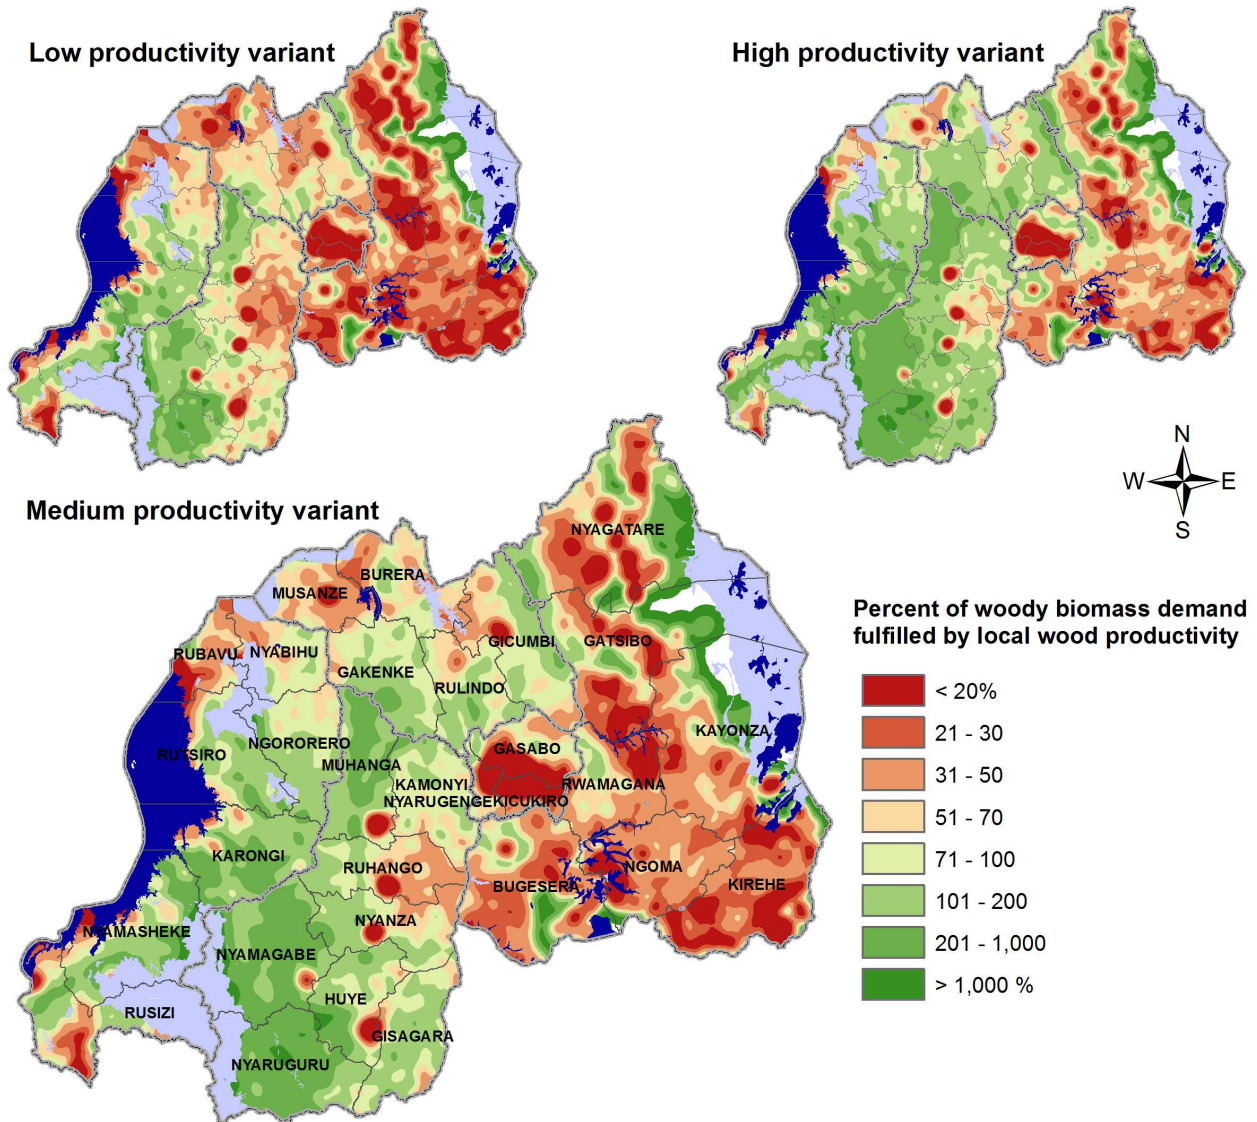 Low productivity variant
High productivity variant
Medium productivity variant
N
W
E
S
NYAGATARE
BURERA
MUSANZE
GICUMBI
GATSIBO
RUBAVU
NYABIHU
GAKENKE
RULINDO
KAYONZA
RUTSIRO
NGORORERO
GASABO
MUHANGA
KAMONYI
RWAMAGANA
NYARUGENGE
KICUKIRO
KARONGI
RUHANGO
NGOMA
BUGESERA
KIREHE
NYANZA
NYAMASHEKE
NYAMAGABE
HUYE
RUSIZI
GISAGARA
NYARUGURU
Percent of woody biomass demand
fulfilled by local wood productivity
< 20%
21 - 30
31 - 50
51 - 70
71 - 100
101 - 200
201 - 1,000
> 1,000 %